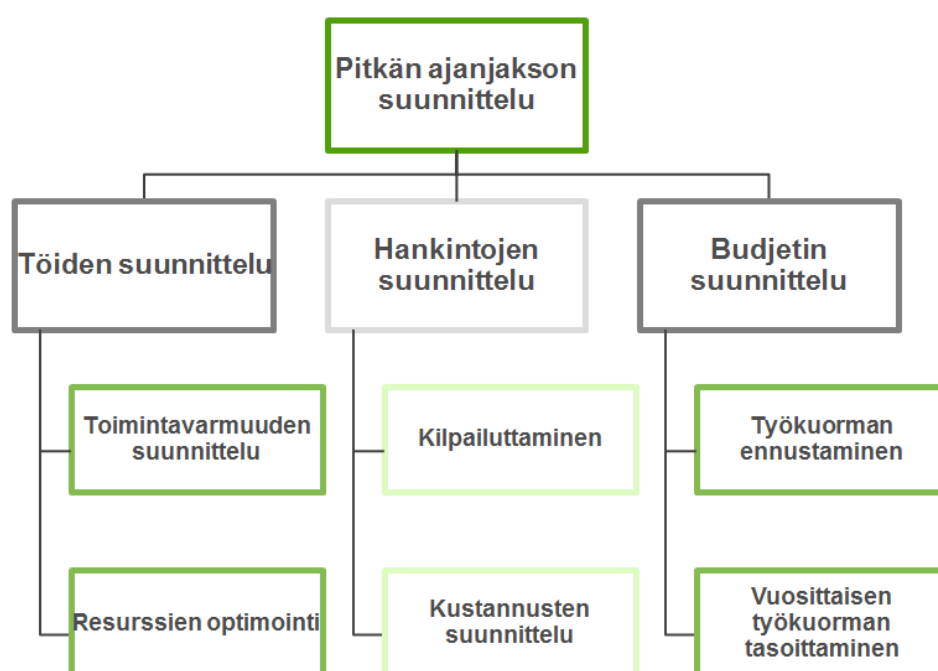 Pitkän ajanjakson
suunnittelu
Töiden suunnittelu
Hankintojen
suunnittelu
Budjetin
suunnittelu
Toimintavarmuuden
suunnittelu
Kilpailuttaminen
Työkuorman
ennustaminen
Resurssien optimointi
Kustannusten
suunnittelu
Vuosittaisen
työkuorman
tasoittaminen